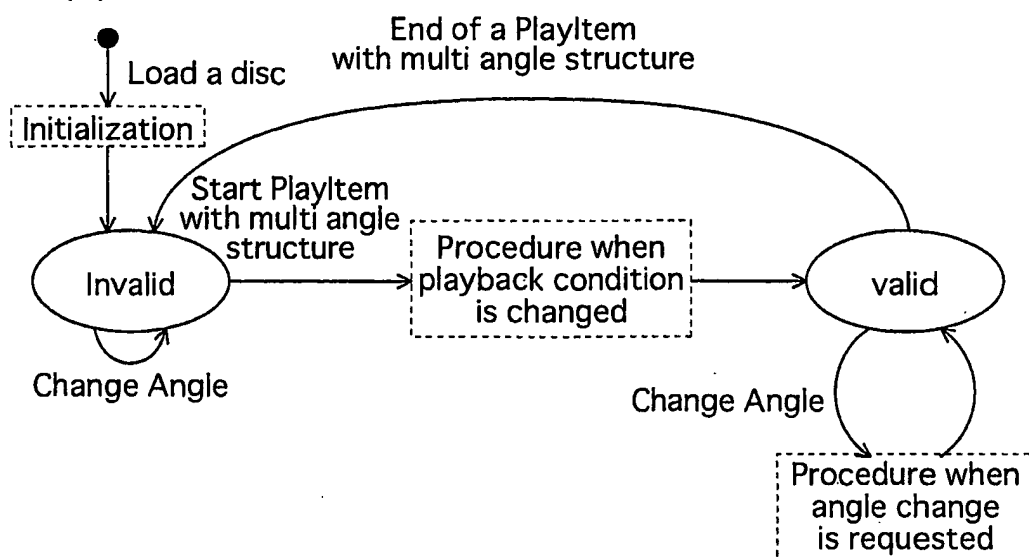 End of a PlayItem
with multi angle structure
Load a disc
Initialization
Start PlayItem
with multi angle
structure
Procedure when
playback condition
is changed
Invalid
valid
Change Angle
Change Angle
Procedure when
angle change
is requested